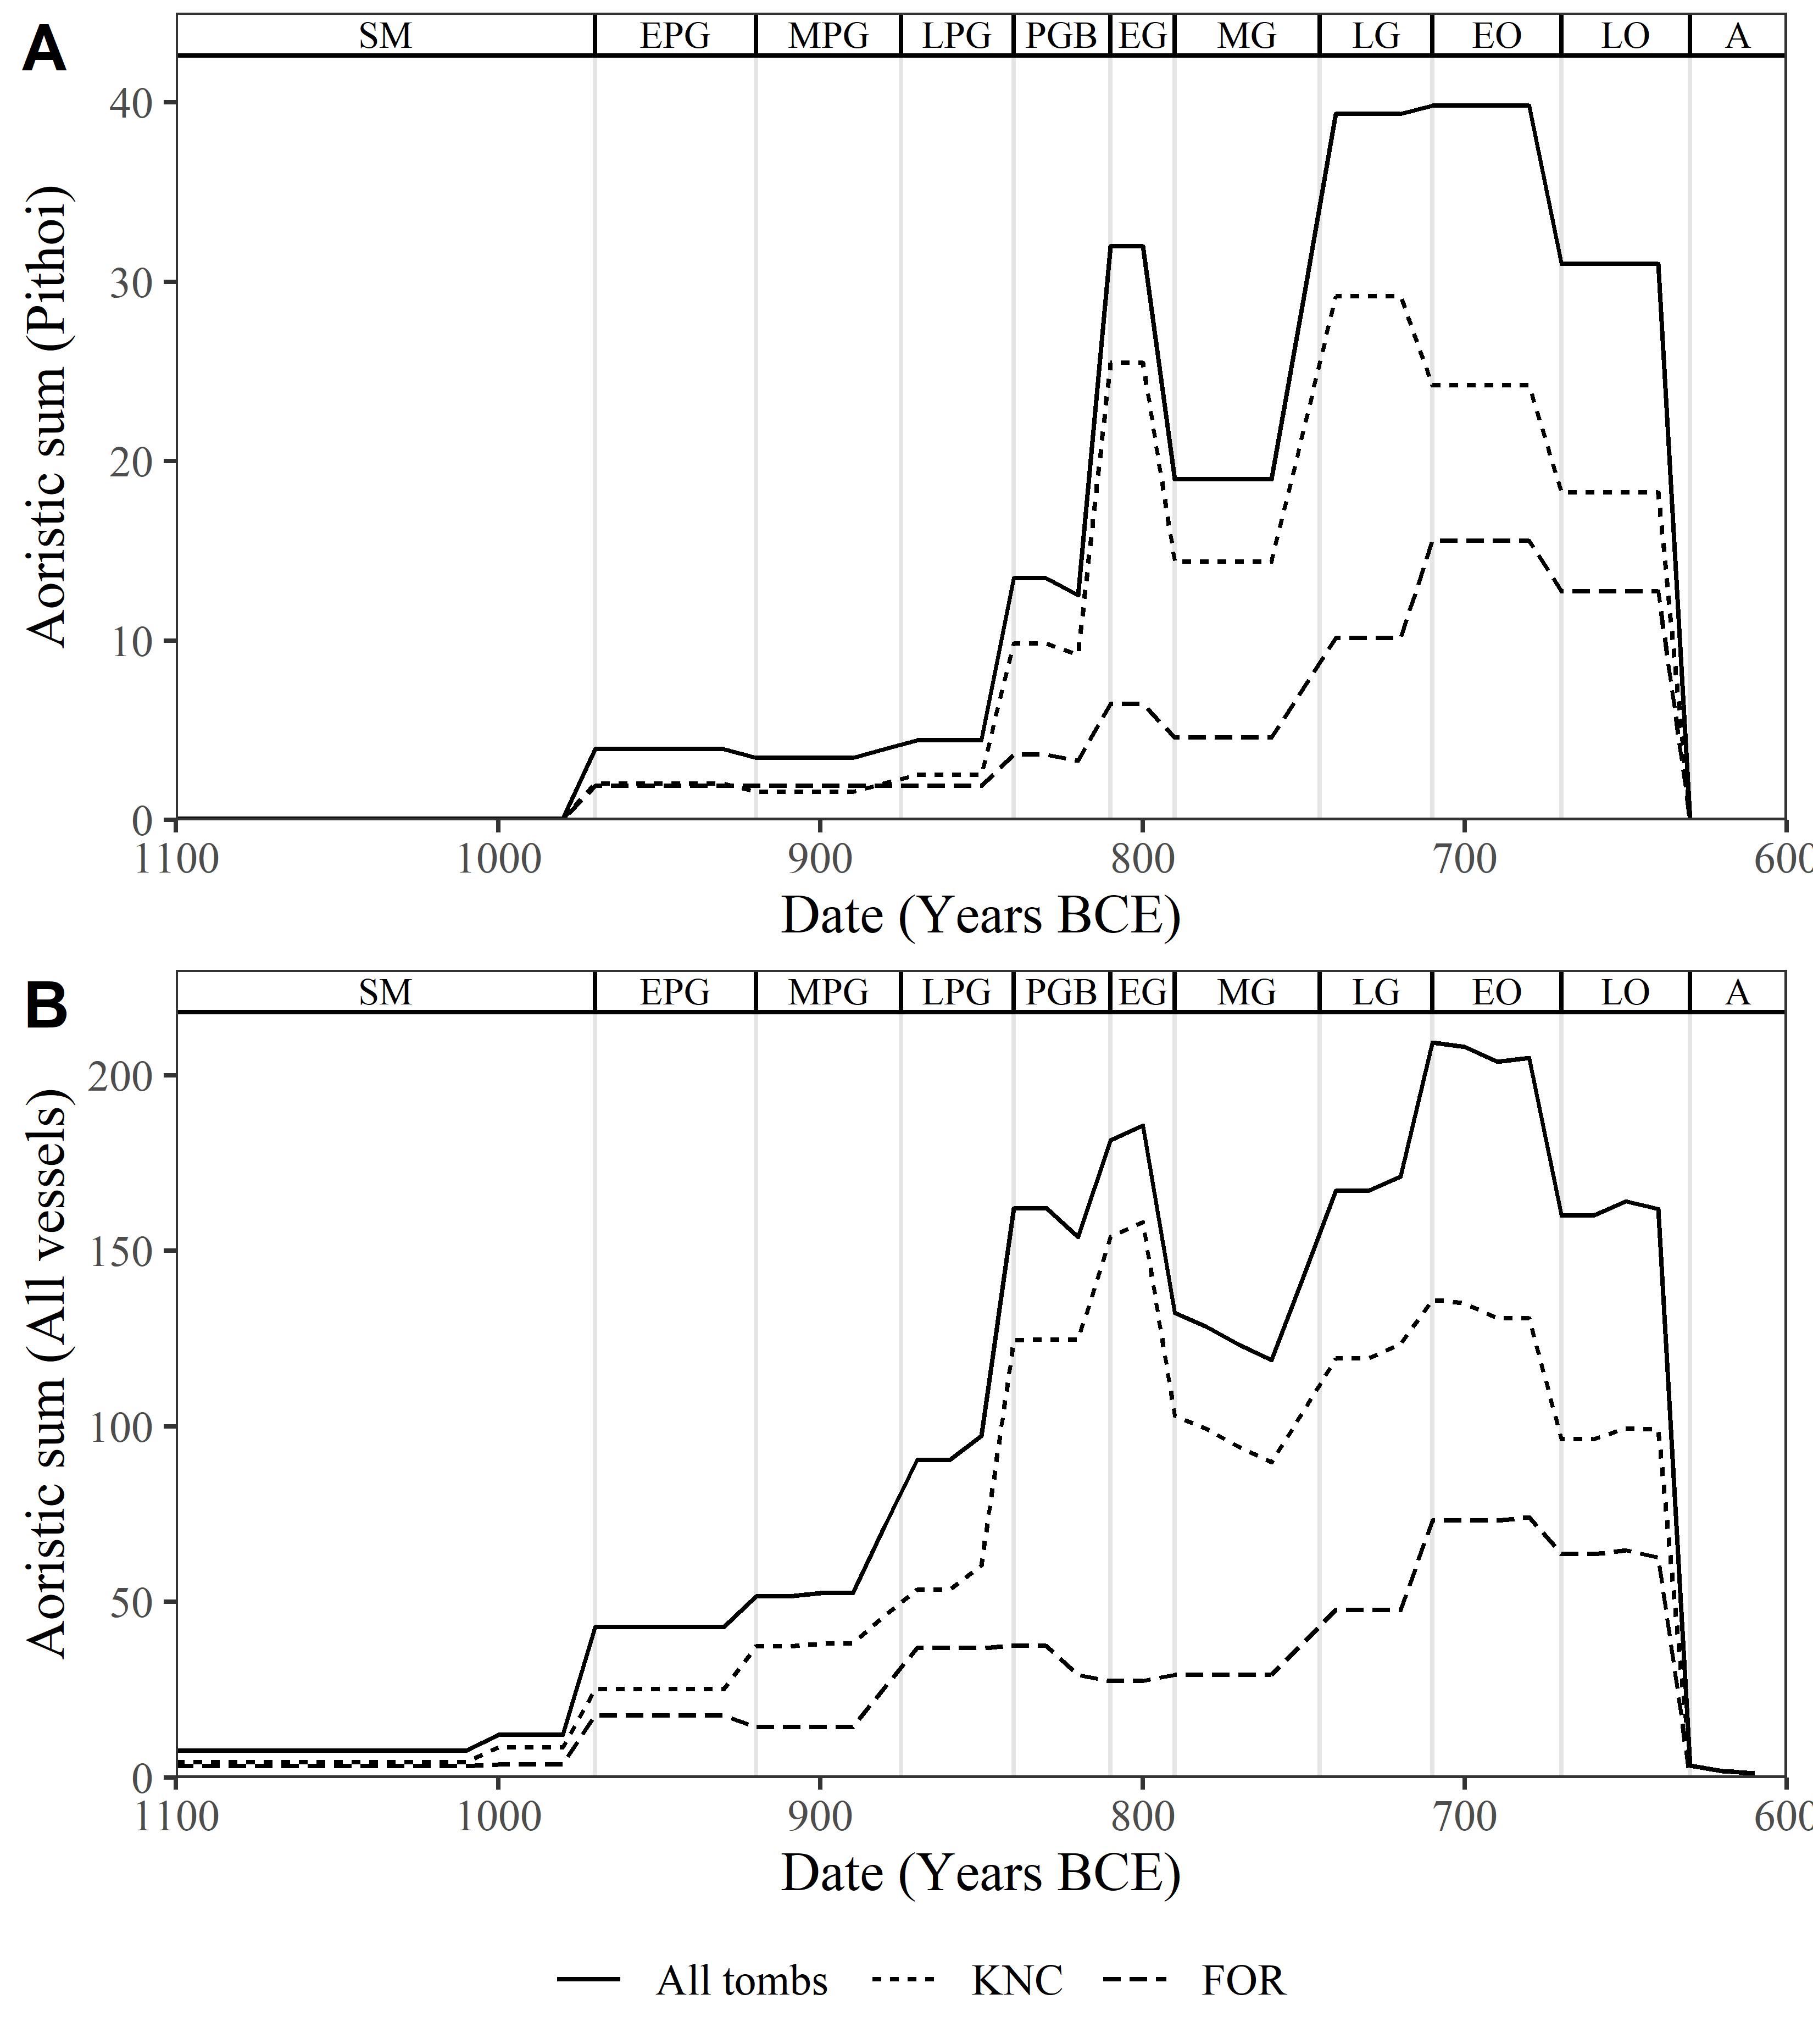 A
SM EPG MPG LPG PGB EG MG LG EO LO A
Aoristic sum (Pithoi)
40
30
20
10
0
1100 1000 900 800 700 600
Date (Years BCE)
B
SM EPG MPG LPG PGB EG MG LG EO LO A
Aoristic sum (All vessels)
200
150
100
50
0
1100 1000 900 800 700 600
Date (Years BCE)
All tombs KNC FOR